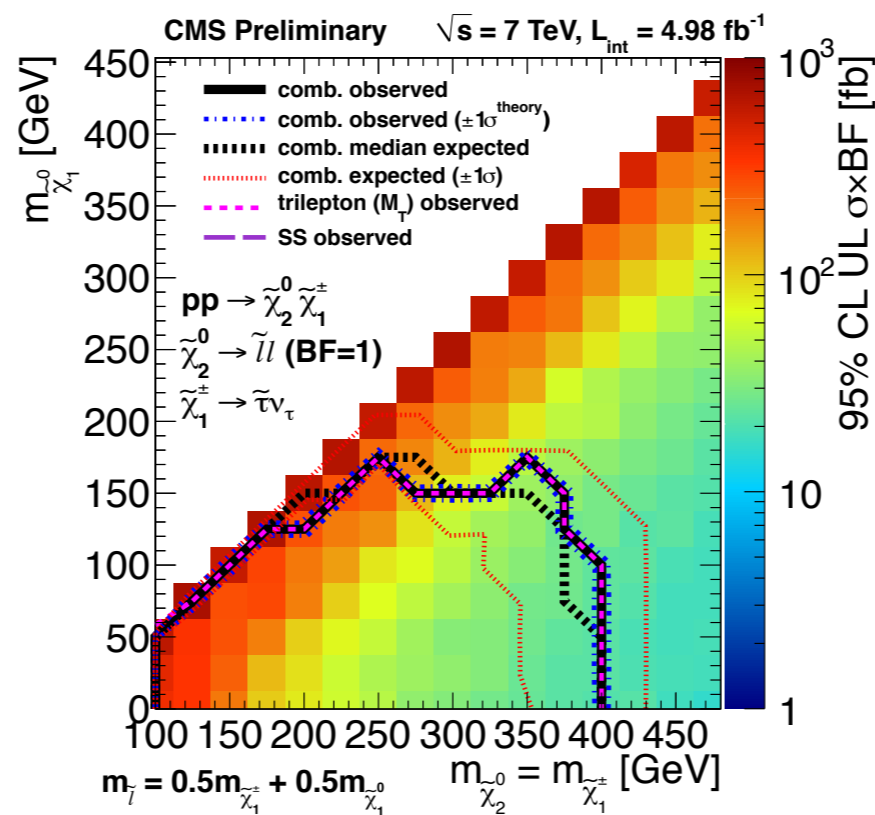 CMS Preliminary √s = 7 TeV, L_int = 4.98 fb⁻¹
450
400
350
300
250
200
150
100
50
0
m_χ̃₁⁰ [GeV]
comb. observed
comb. observed (±1σ^theory)
comb. median expected
comb. expected (±1σ)
trilepton (M_T) observed
SS observed
pp → χ̃₂⁰ χ̃₁±
χ̃₂⁰ → l̃l (BF=1)
χ̃₁± → τ̃ν_τ
10³
10²
10
1
95% CL UL σ×BF [fb]
100 150 200 250 300 350 400 450
m_l̃ = 0.5m_χ̃₁± + 0.5m_χ̃₁⁰
m_χ̃₂⁰ = m_χ̃₁± [GeV]